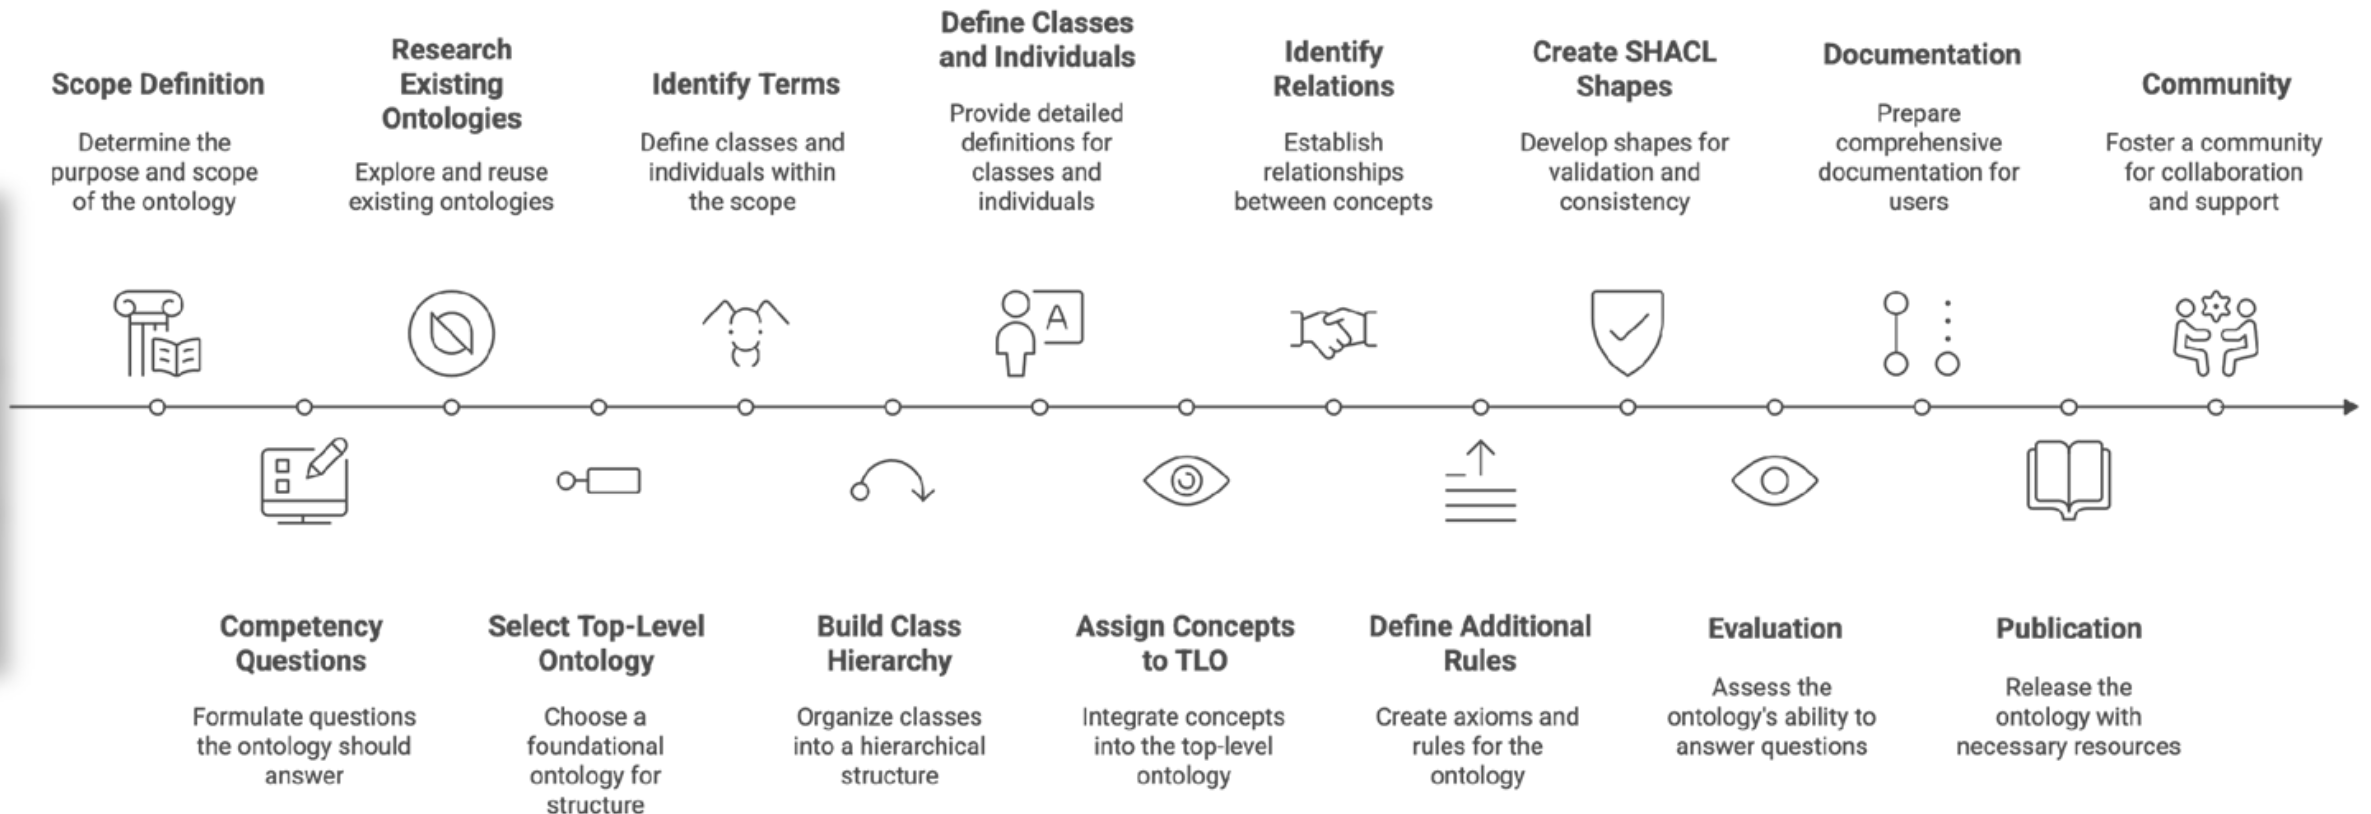 Scope Definition
Determine the
purpose and scope
of the ontology
Competency
Questions
Formulate questions
the ontology should
answer
Research
Existing
Ontologies
Explore and reuse
existing ontologies
Select Top-Level
Ontology
Choose a
foundational
ontology for
structure
Identify Terms
Define classes and
individuals within
the scope
Build Class
Hierarchy
Organize classes
into a hierarchical
structure
Define Classes
and Individuals
Provide detailed
definitions for
classes and
individuals
A
Assign Concepts
to TLO
Integrate concepts
into the top-level
ontology
Identify
Relations
Establish
relationships
between concepts
Define Additional
Rules
Create axioms and
rules for the
ontology
Create SHACL
Shapes
Develop shapes for
validation and
consistency
Evaluation
Assess the
ontology's ability to
answer questions
Documentation
Prepare
comprehensive
documentation for
users
Publication
Release the
ontology with
necessary resources
Community
Foster a community
for collaboration
and support